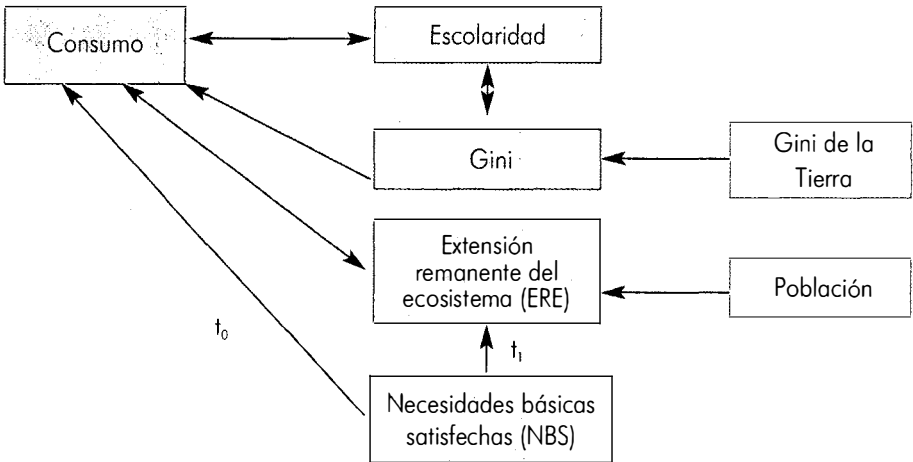 Consumo
Escolaridad
Gini
Gini de la
Tierra
Extensión
remanente del
ecosistema (ERE)
Población
t₀
t₁
Necesidades básicas
satisfechas (NBS)